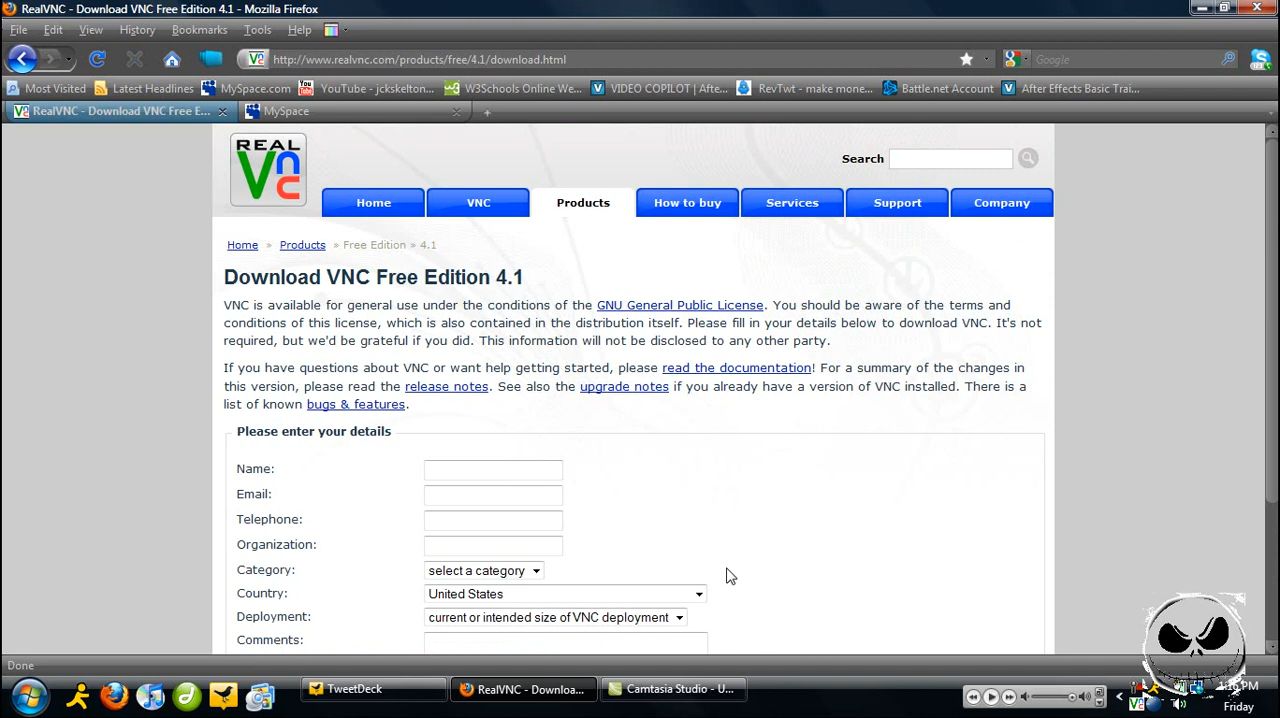 RealVNC - Download VNC Free Edition 4.1 - Mozilla Firefox
File Edit View History Bookmarks Tools Help
http://www.realvnc.com/products/free/4.1/download.html
Google
Most Visited Latest Headlines MySpace.com YouTube - jckskelton... W3Schools Online We... VIDEO COPILOT | Afte... RevTwt - make mone... Battle.net Account After Effects Basic Trai...
RealVNC - Download VNC Free E... MySpace
REAL
Vnc
Search
Home VNC Products How to buy Services Support Company
Home » Products » Free Edition » 4.1
Download VNC Free Edition 4.1
VNC is available for general use under the conditions of the GNU General Public License. You should be aware of the terms and
conditions of this license, which is also contained in the distribution itself. Please fill in your details below to download VNC. It's not
required, but we'd be grateful if you did. This information will not be disclosed to any other party.
If you have questions about VNC or want help getting started, please read the documentation! For a summary of the changes in
this version, please read the release notes. See also the upgrade notes if you already have a version of VNC installed. There is a
list of known bugs & features.
Please enter your details
Name:
Email:
Telephone:
Organization:
Category: select a category
Country: United States
Deployment: current or intended size of VNC deployment
Comments:
Done
TweetDeck RealVNC - Downloa... Camtasia Studio - U...
Friday